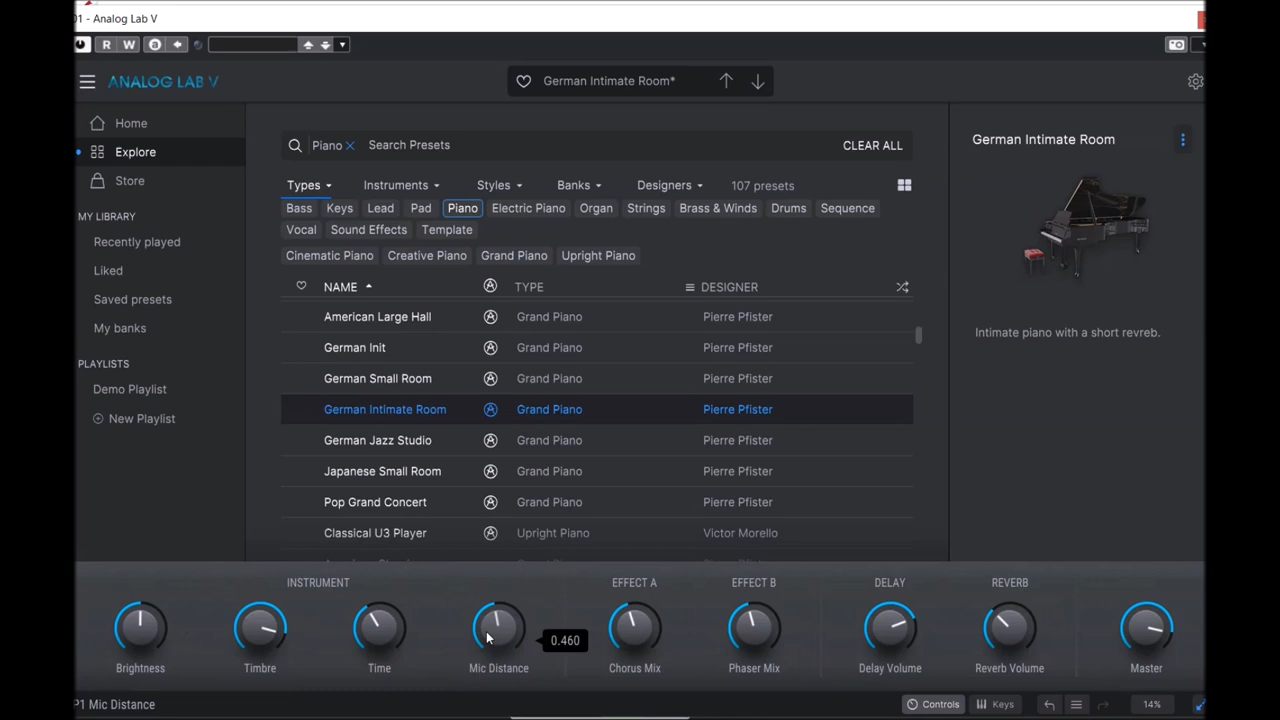 01 - Analog Lab V
R W
ANALOG LAB V
German Intimate Room*
Home
Explore
Store
MY LIBRARY
Recently played
Liked
Saved presets
My banks
PLAYLISTS
Demo Playlist
New Playlist
Piano × Search Presets CLEAR ALL
Types Instruments Styles Banks Designers 107 presets
Bass Keys Lead Pad Piano Electric Piano Organ Strings Brass & Winds Drums Sequence
Vocal Sound Effects Template
Cinematic Piano Creative Piano Grand Piano Upright Piano
NAME TYPE DESIGNER
American Large Hall Grand Piano Pierre Pfister
German Init Grand Piano Pierre Pfister
German Small Room Grand Piano Pierre Pfister
German Intimate Room Grand Piano Pierre Pfister
German Jazz Studio Grand Piano Pierre Pfister
Japanese Small Room Grand Piano Pierre Pfister
Pop Grand Concert Grand Piano Pierre Pfister
Classical U3 Player Upright Piano Victor Morello
German Intimate Room
Intimate piano with a short revreb.
INSTRUMENT EFFECT A EFFECT B DELAY REVERB
0.460
Brightness Timbre Time Mic Distance Chorus Mix Phaser Mix Delay Volume Reverb Volume Master
P1 Mic Distance
Controls Keys 14%